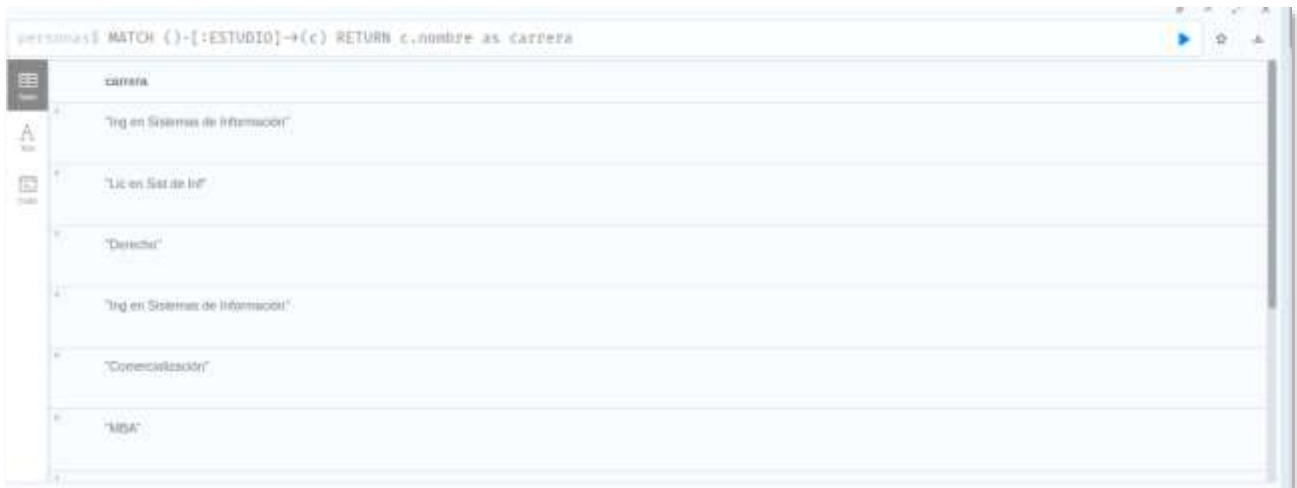 personas$ MATCH ()-[:ESTUDIO]→(c) RETURN c.nombre as carrera
carrera
"Ing en Sistemas de Información"
"Lic en Sist de Inf"
"Derecho"
"Ing en Sistemas de Información"
"Comercialización"
"MBA"